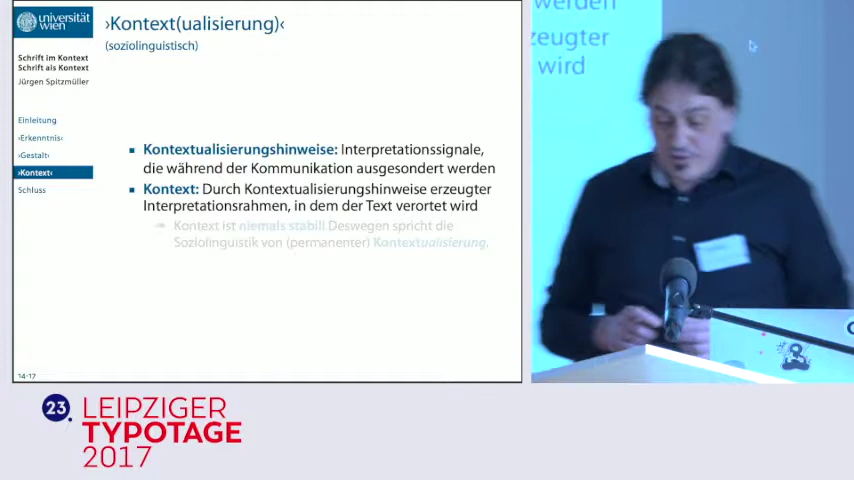 universität
wien
Schrift im Kontext
Schrift als Kontext
Jürgen Spitzmüller
Einleitung
›Erkenntnis‹
›Gestalt‹
›Kontext‹
Schluss
›Kontext(ualisierung)‹
(soziolinguistisch)
Kontextualisierungshinweise: Interpretationssignale,
die während der Kommunikation ausgesondert werden
Kontext: Durch Kontextualisierungshinweise erzeugter
Interpretationsrahmen, in dem der Text verortet wird
Kontext ist niemals stabil! Deswegen spricht die
Soziolinguistik von (permanenter) Kontextualisierung.
14-17
werden
zeugter
wird
23.
LEIPZIGER
TYPOTAGE
2017